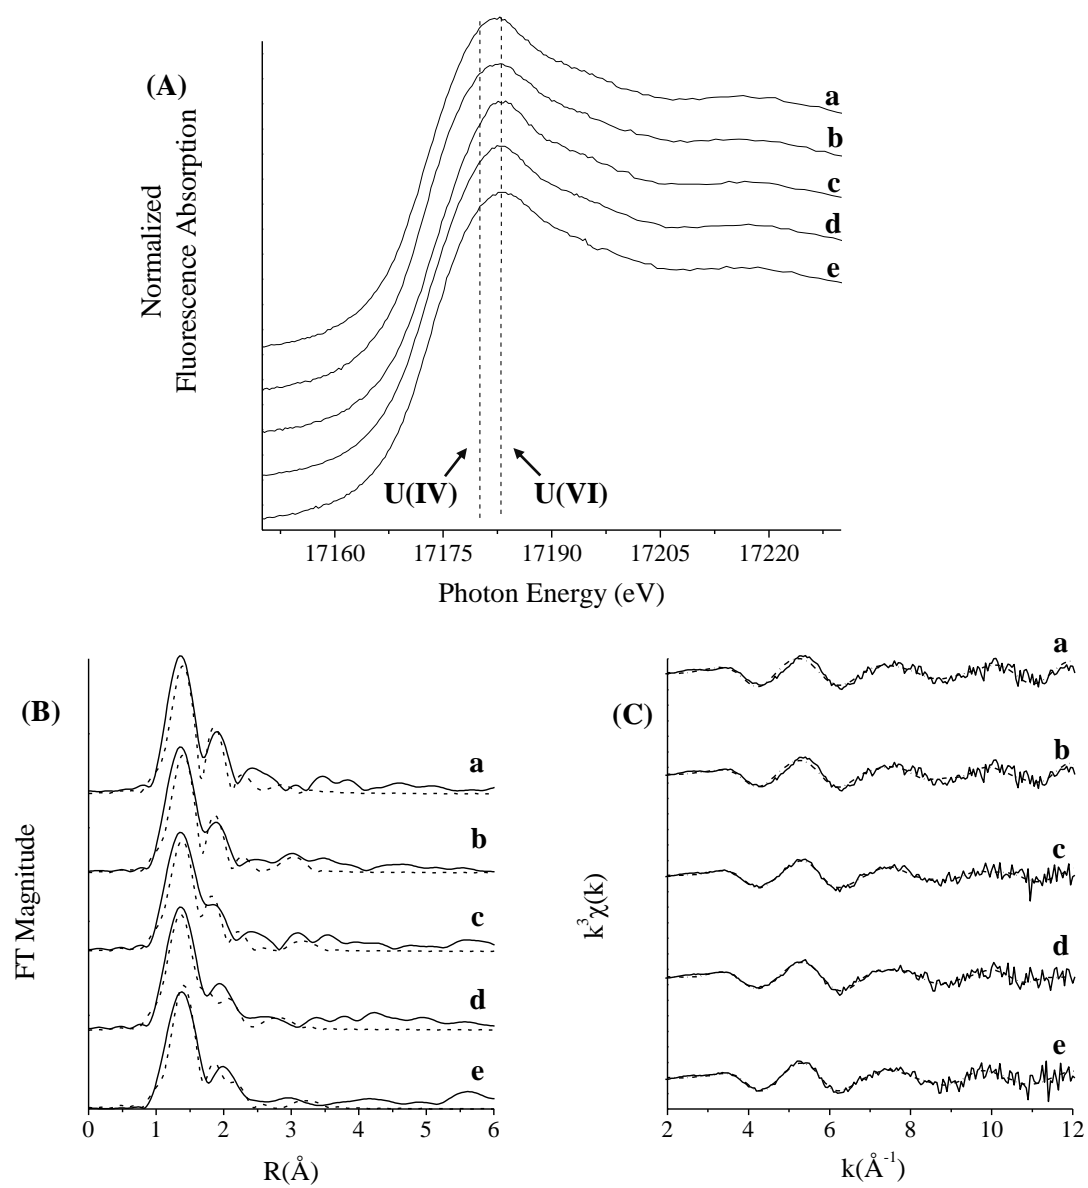 (A)
Normalized
Fluorescence Absorption
a
b
c
d
e
U(IV)
U(VI)
17160 17175 17190 17205 17220
Photon Energy (eV)
(B)
FT Magnitude
a
b
c
d
e
0 1 2 3 4 5 6
R(Å)
(C)
k³χ(k)
a
b
c
d
e
2 4 6 8 10 12
k(Å⁻¹)